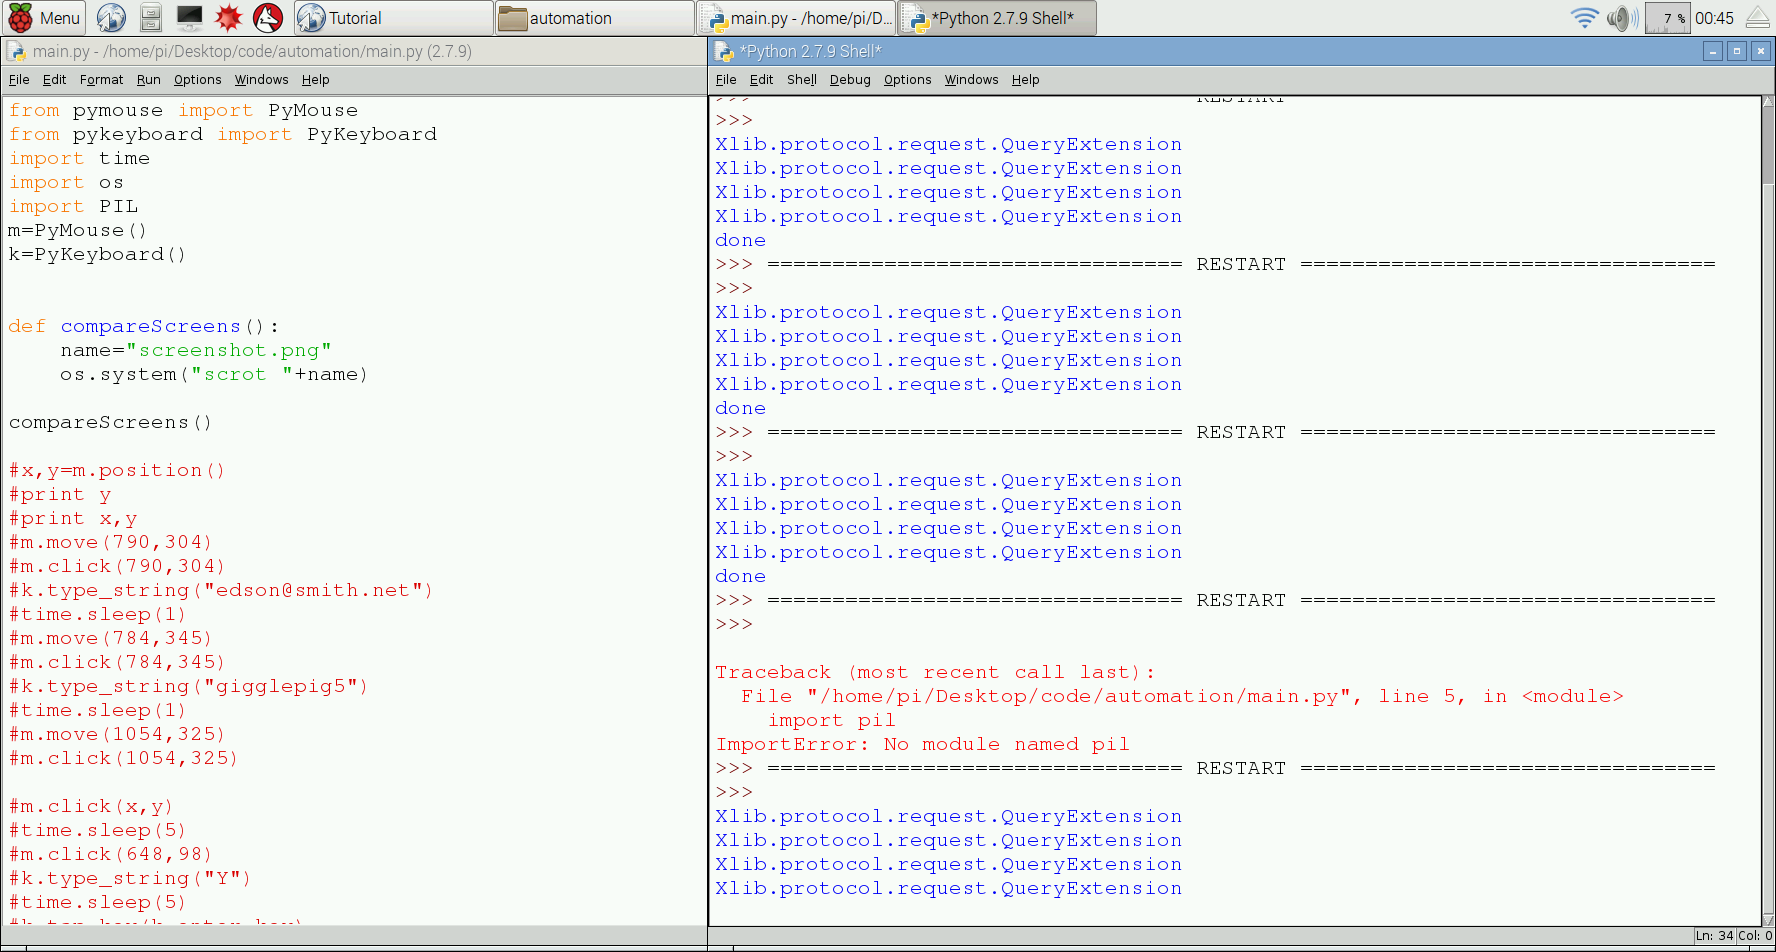 Menu
Tutorial
automation
main.py - /home/pi/D...
*Python 2.7.9 Shell*
7 %
00:45
main.py - /home/pi/Desktop/code/automation/main.py (2.7.9)
File Edit Format Run Options Windows Help
from pymouse import PyMouse
from pykeyboard import PyKeyboard
import time
import os
import PIL
m=PyMouse()
k=PyKeyboard()
def compareScreens():
    name="screenshot.png"
    os.system("scrot "+name)
compareScreens()
#x,y=m.position()
#print y
#print x,y
#m.move(790,304)
#m.click(790,304)
#k.type_string("edson@smith.net")
#time.sleep(1)
#m.move(784,345)
#m.click(784,345)
#k.type_string("gigglepig5")
#time.sleep(1)
#m.move(1054,325)
#m.click(1054,325)
#m.click(x,y)
#time.sleep(5)
#m.click(648,98)
#k.type_string("Y")
#time.sleep(5)
*Python 2.7.9 Shell*
File Edit Shell Debug Options Windows Help
>>> RESTART
>>>
Xlib.protocol.request.QueryExtension
Xlib.protocol.request.QueryExtension
Xlib.protocol.request.QueryExtension
Xlib.protocol.request.QueryExtension
done
>>> ================================ RESTART ================================
>>>
Xlib.protocol.request.QueryExtension
Xlib.protocol.request.QueryExtension
Xlib.protocol.request.QueryExtension
Xlib.protocol.request.QueryExtension
done
>>> ================================ RESTART ================================
>>>
Xlib.protocol.request.QueryExtension
Xlib.protocol.request.QueryExtension
Xlib.protocol.request.QueryExtension
Xlib.protocol.request.QueryExtension
done
>>> ================================ RESTART ================================
>>>
Traceback (most recent call last):
  File "/home/pi/Desktop/code/automation/main.py", line 5, in <module>
    import pil
ImportError: No module named pil
>>> ================================ RESTART ================================
>>>
Xlib.protocol.request.QueryExtension
Xlib.protocol.request.QueryExtension
Xlib.protocol.request.QueryExtension
Xlib.protocol.request.QueryExtension
Ln: 34 Col: 0